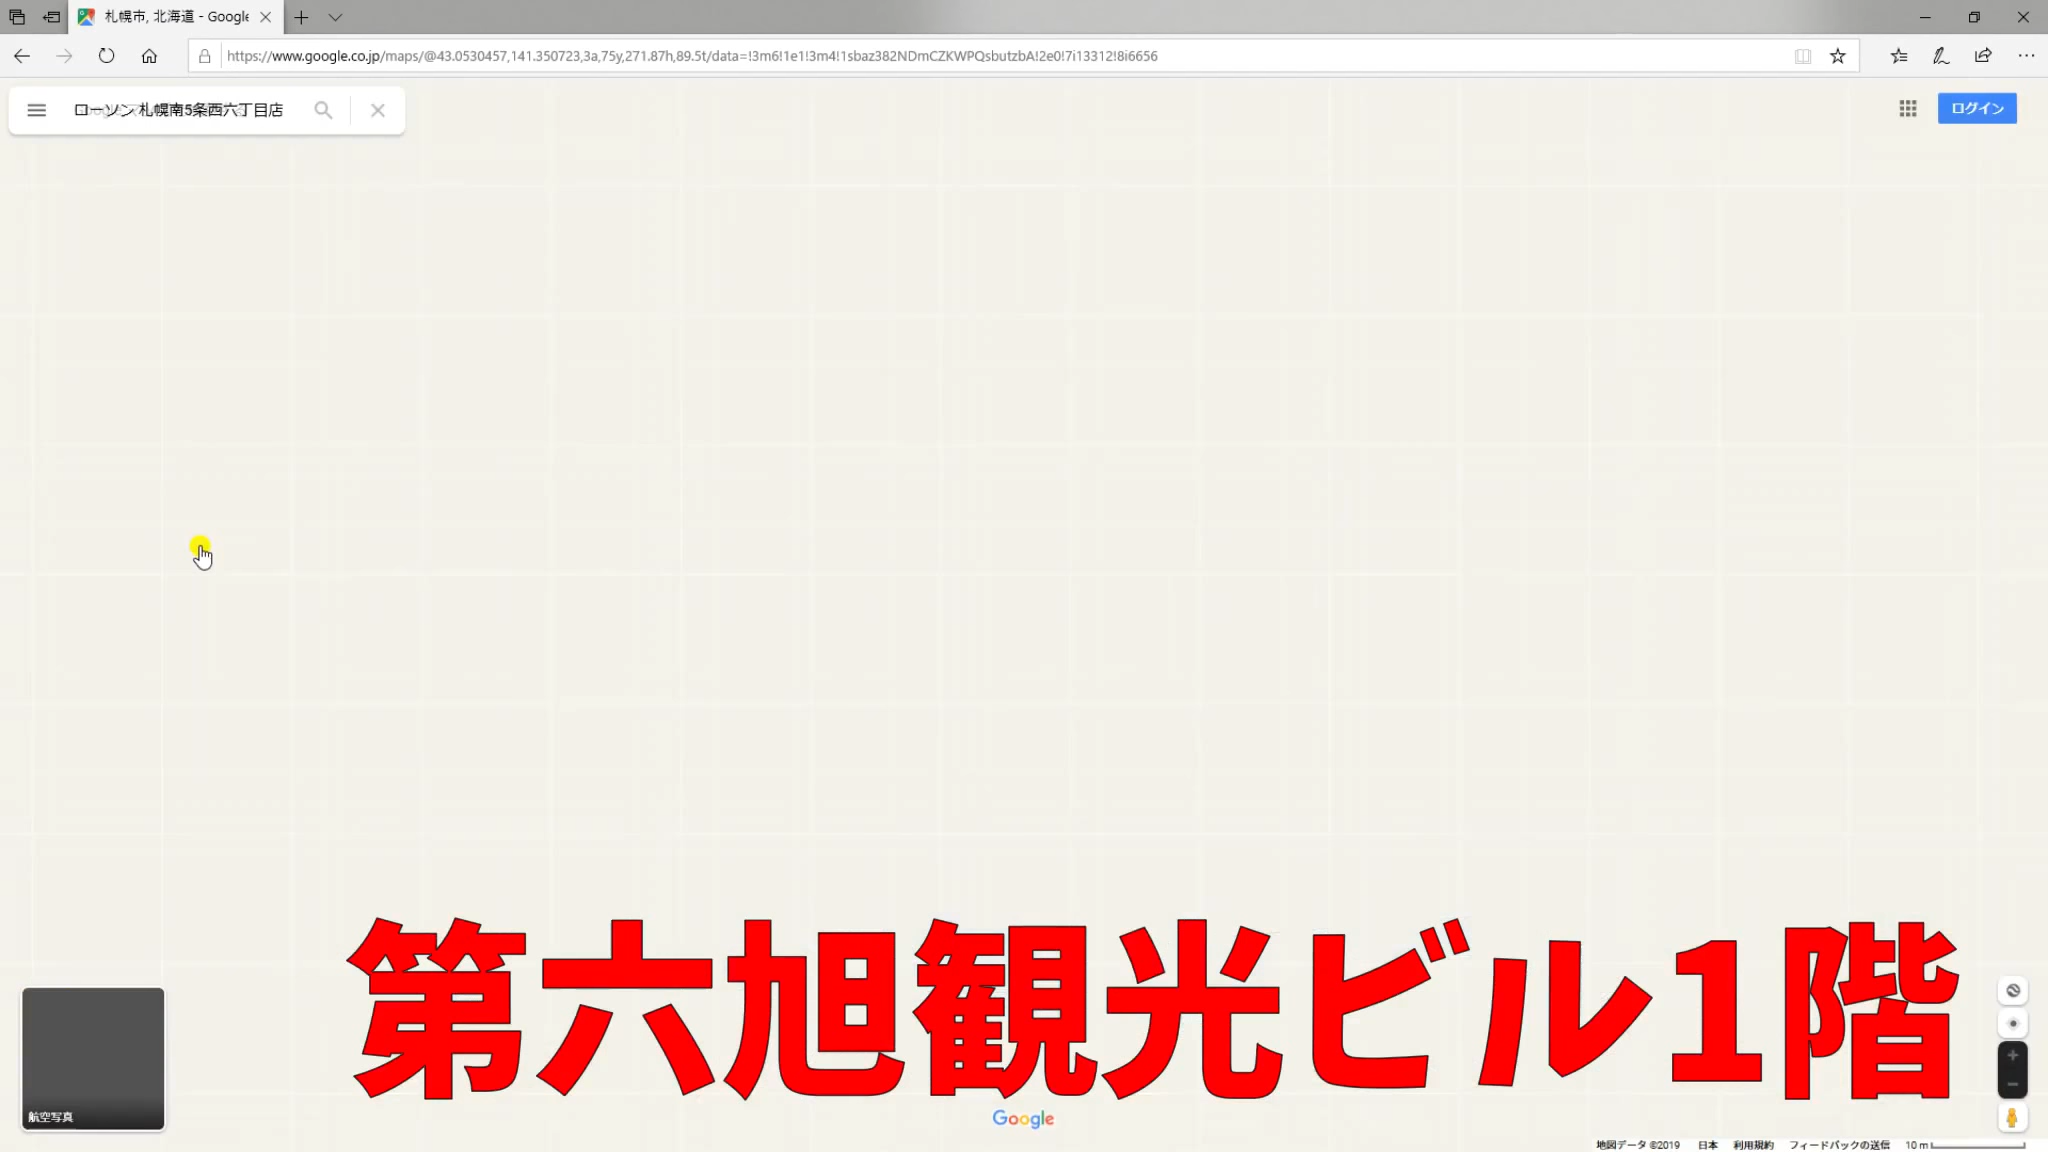 札幌市, 北海道 - Google
https://www.google.co.jp/maps/@43.0530457,141.350723,3a,75y,271.87h,89.5t/data=!3m6!1e1!3m4!1sbaz382NDmCZKWPQsbutzbA!2e0!7i13312!8i6656
ローソン 札幌南5条西六丁目店
ログイン
第六旭観光ビル1階
航空写真
Google
地図データ ©2019 日本 利用規約 フィードバックの送信 10 m